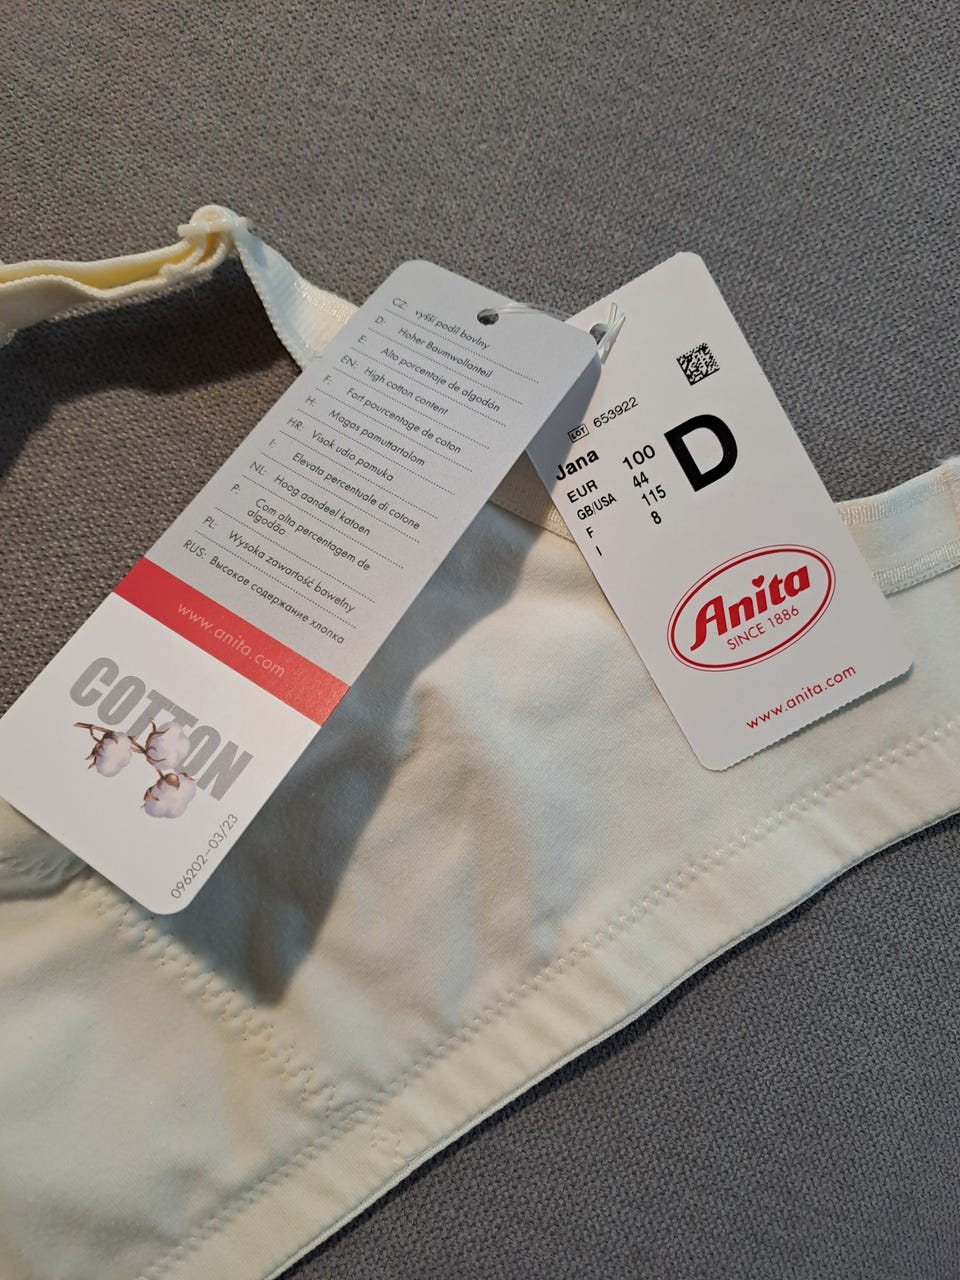 CZ: vyšší podíl bavlny
D: Hoher Baumwollanteil
E. Alto porcentaje de algodón
EN: High cotton content
F. Fort pourcentage de coton
H. Magas pamuttartalom
HR: Visok udio pamuka
I: Elevata percentuale di cotone
NL: Hoog aandeel katoen
P. Com alta percentagem de
algodão
PL: Wysoka zawartość bawełny
RUS: Высокое содержание хлопка
www.anita.com
COTTON
096202–03/23
LOT 653922
Jana
EUR 100
GB/USA 44
F 115
I 8
D
Anita
SINCE 1886
www.anita.com